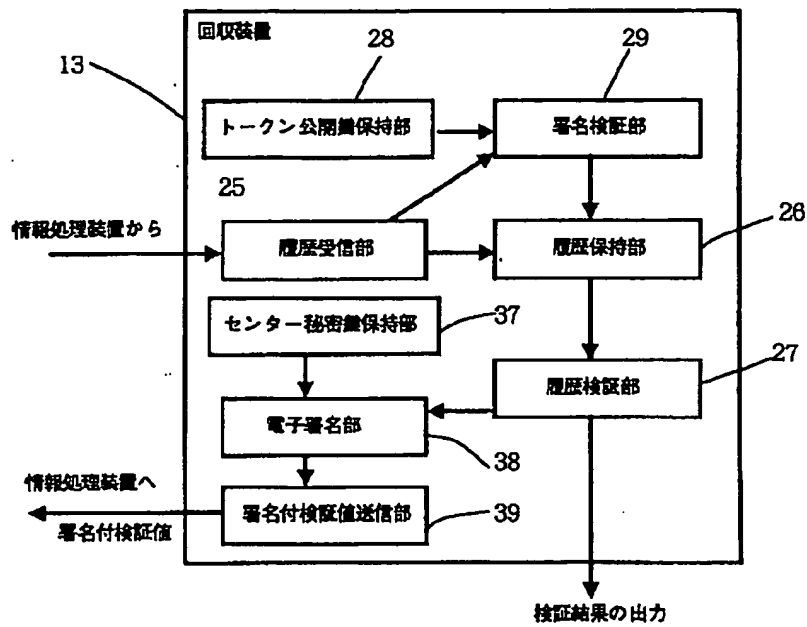 回収装置
28
29
13
トークン公開鍵保持部
署名検証部
25
26
情報処理装置から
履歴受信部
履歴保持部
センター秘密鍵保持部
37
27
履歴検証部
電子署名部
38
情報処理装置へ
署名付検証値送信部
39
署名付検証値
検証結果の出力